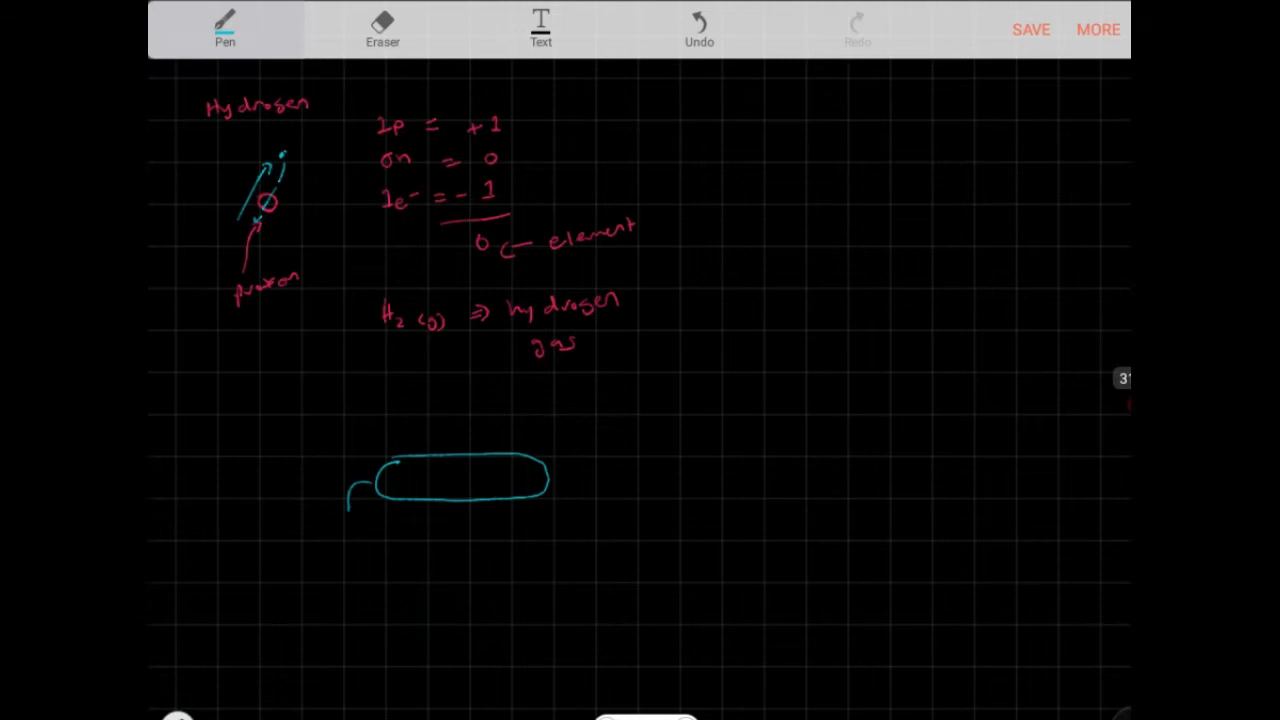 Pen
Eraser
Text
Undo
Redo
SAVE
MORE
Hydrogen
1p = +1
0n = 0
1e⁻ = - 1
0 ← element
proton
H₂ (g) ⇒ hydrogen
gas
31